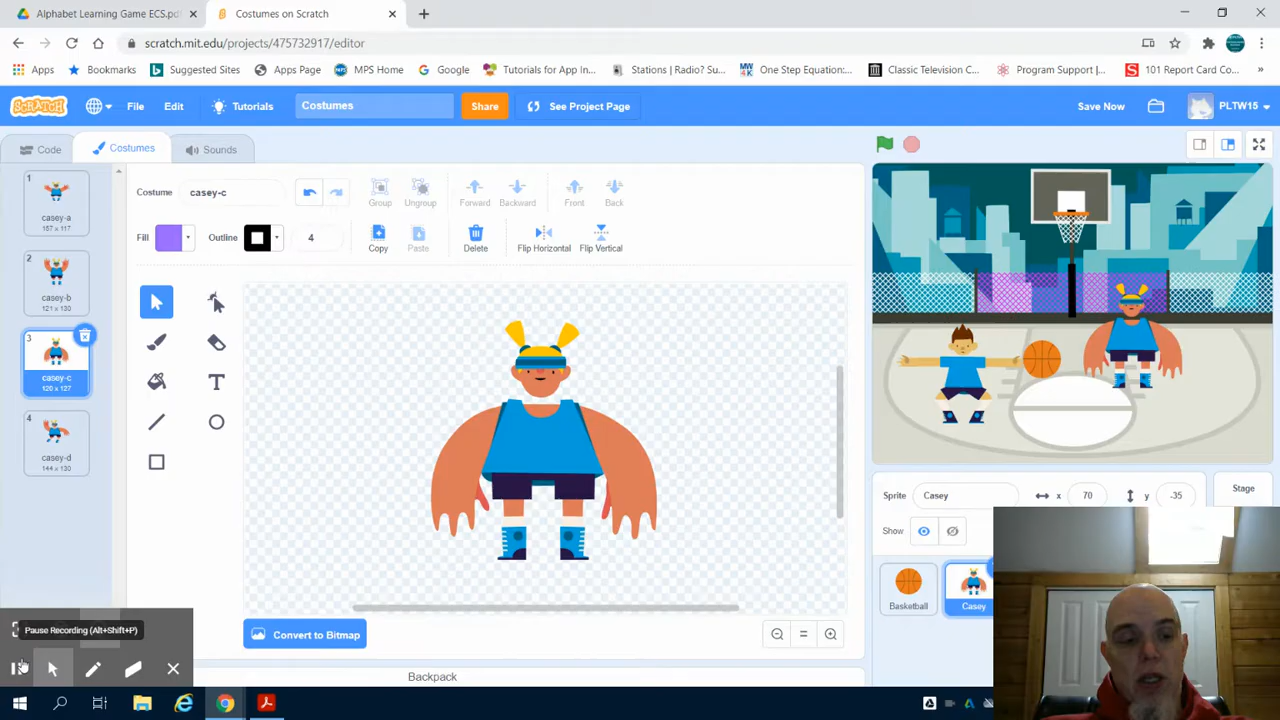 Alphabet Learning Game ECS.pdf
Costumes on Scratch
scratch.mit.edu/projects/475732917/editor
Apps Bookmarks Suggested Sites Apps Page MPS Home Google Tutorials for App In... Stations | Radio? Su... One Step Equation:... Classic Television C... Program Support |... 101 Report Card Co... »
SCRATCH File Edit Tutorials Costumes Share See Project Page Save Now PLTW15
Code Costumes Sounds
1
casey-a
157 x 117
2
casey-b
121 x 130
3
casey-c
120 x 127
4
casey-d
144 x 130
Costume casey-c Group Ungroup Forward Backward Front Back
Fill Outline 4 Copy Paste Delete Flip Horizontal Flip Vertical
T
Convert to Bitmap
Backpack
Sprite Casey x 70 y -35
Show
Stage
Basketball
Casey
Pause Recording (Alt+Shift+P)